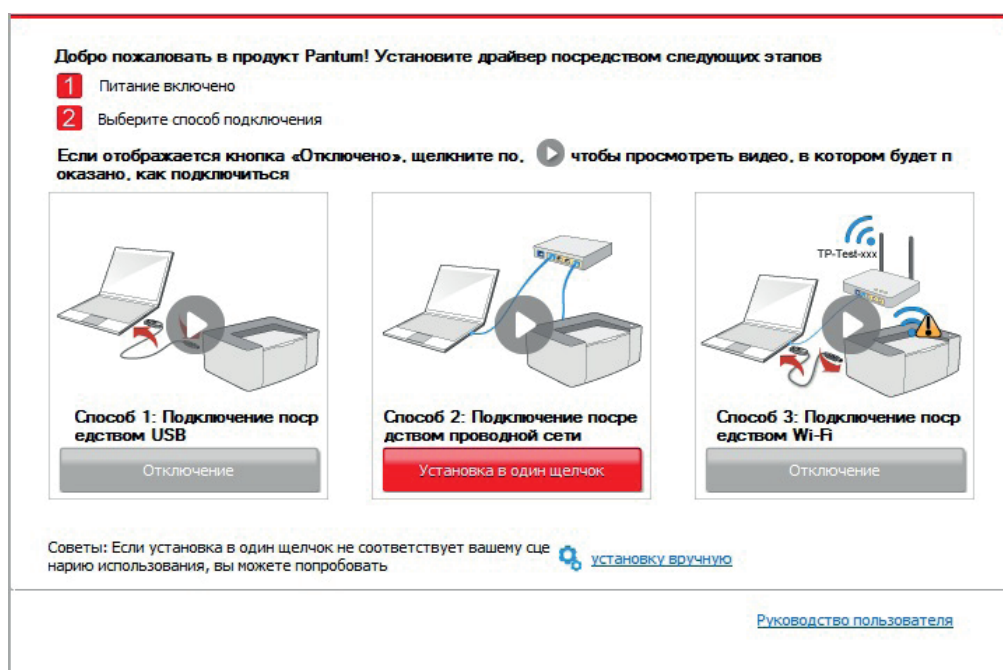 Добро пожаловать в продукт Pantum! Установите драйвер посредством следующих этапов
1 Питание включено
2 Выберите способ подключения
Если отображается кнопка «Отключено», щелкните по, чтобы просмотреть видео, в котором будет п
оказано, как подключиться
TP-Test-xxx
Способ 1: Подключение поср
едством USB
Отключение
Способ 2: Подключение посре
дством проводной сети
Установка в один щелчок
Способ 3: Подключение поср
едством Wi-Fi
Отключение
Советы: Если установка в один щелчок не соответствует вашему сце
нарию использования, вы можете попробовать
установку вручную
Руководство пользователя